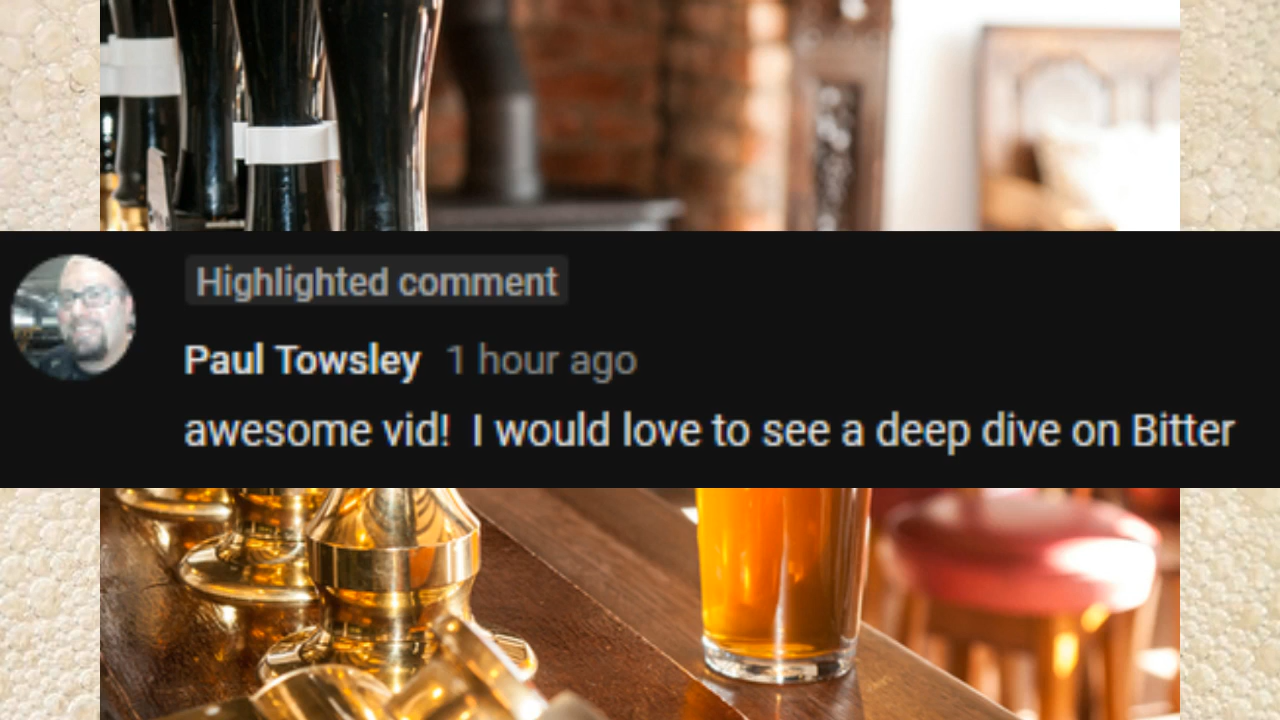 Highlighted comment
Paul Towsley 1 hour ago
awesome vid!  I would love to see a deep dive on Bitter